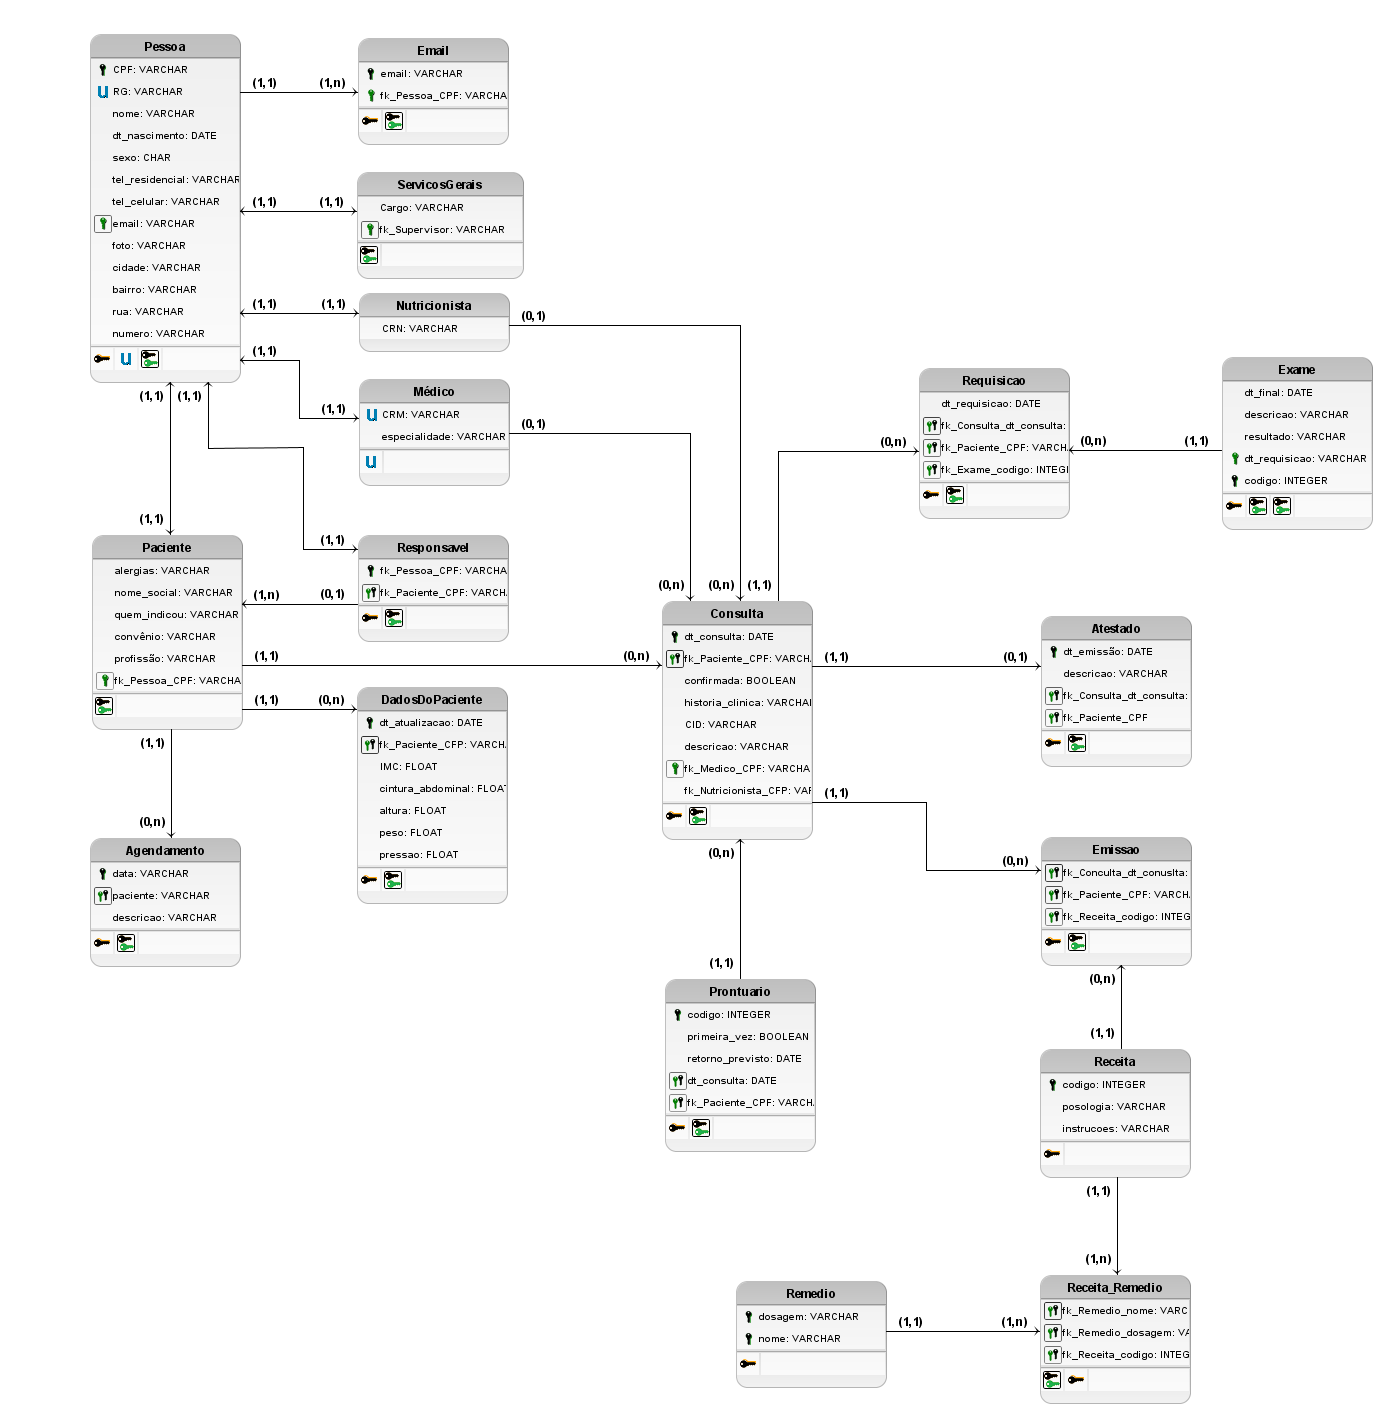 Pessoa
CPF: VARCHAR
RG: VARCHAR
nome: VARCHAR
dt_nascimento: DATE
sexo: CHAR
tel_residencial: VARCHAR
tel_celular: VARCHAR
email: VARCHAR
foto: VARCHAR
cidade: VARCHAR
bairro: VARCHAR
rua: VARCHAR
numero: VARCHAR
(1,1)
(1,n)
Email
email: VARCHAR
fk_Pessoa_CPF: VARCHA
(1,1)
(1,1)
ServicosGerais
Cargo: VARCHAR
fk_Supervisor: VARCHAR
(1,1)
(1,1)
Nutricionista
CRN: VARCHAR
(0,1)
(1,1)
(1,1)
Médico
CRM: VARCHAR
especialidade: VARCHAR
(0,1)
(1,1)
(1,1)
(1,1)
(1,1)
Paciente
alergias: VARCHAR
nome_social: VARCHAR
quem_indicou: VARCHAR
convênio: VARCHAR
profissão: VARCHAR
fk_Pessoa_CPF: VARCHA
Responsavel
fk_Pessoa_CPF: VARCHA
fk_Paciente_CPF: VARCH
(1,n)
(0,1)
(1,1)
(0,n)
(1,1)
(0,n)
DadosDoPaciente
dt_atualizacao: DATE
fk_Paciente_CFP: VARCH
IMC: FLOAT
cintura_abdominal: FLOA
altura: FLOAT
peso: FLOAT
pressao: FLOAT
(1,1)
(0,n)
Agendamento
data: VARCHAR
paciente: VARCHAR
descricao: VARCHAR
(0,n)
(0,n)
(1,1)
Consulta
dt_consulta: DATE
fk_Paciente_CPF: VARCH
confirmada: BOOLEAN
historia_clinica: VARCHA
CID: VARCHAR
descricao: VARCHAR
fk_Medico_CPF: VARCHA
fk_Nutricionista_CFP: VAF
(0,n)
Requisicao
dt_requisicao: DATE
fk_Consulta_dt_consulta:
fk_Paciente_CPF: VARCH
fk_Exame_codigo: INTEGI
(0,n)
(1,1)
Exame
dt_final: DATE
descricao: VARCHAR
resultado: VARCHAR
dt_requisicao: VARCHAR
codigo: INTEGER
(1,1)
(0,1)
Atestado
dt_emissão: DATE
descricao: VARCHAR
fk_Consulta_dt_consulta:
fk_Paciente_CPF
(1,1)
(0,n)
Emissao
fk_Conculta_dt_conuslta:
fk_Paciente_CPF: VARCH
fk_Receita_codigo: INTEG
(0,n)
(1,1)
Prontuario
codigo: INTEGER
primeira_vez: BOOLEAN
retorno_previsto: DATE
dt_consulta: DATE
fk_Paciente_CPF: VARCH
(0,n)
(1,1)
Receita
codigo: INTEGER
posologia: VARCHAR
instrucoes: VARCHAR
(1,1)
(1,n)
Remedio
dosagem: VARCHAR
nome: VARCHAR
(1,1)
(1,n)
Receita_Remedio
fk_Remedio_nome: VARC
fk_Remedio_dosagem: VA
fk_Receita_codigo: INTEG